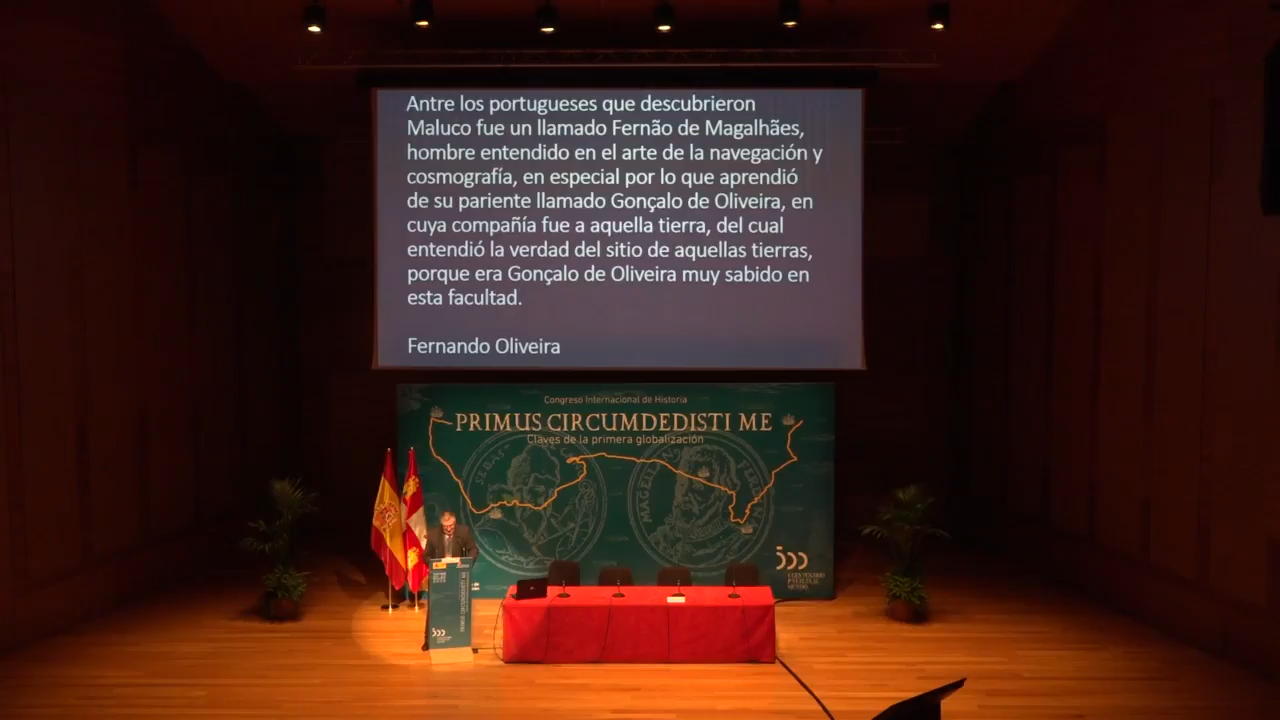 Antre los portugueses que descubrieron
Maluco fue un llamado Fernão de Magalhães,
hombre entendido en el arte de la navegación y
cosmografía, en especial por lo que aprendió
de su pariente llamado Gonçalo de Oliveira, en
cuya compañía fue a aquella tierra, del cual
entendió la verdad del sitio de aquellas tierras,
porque era Gonçalo de Oliveira muy sabido en
esta facultad.
Fernando Oliveira
Congreso Internacional de Historia
PRIMUS CIRCUMDEDISTI ME
Claves de la primera globalización